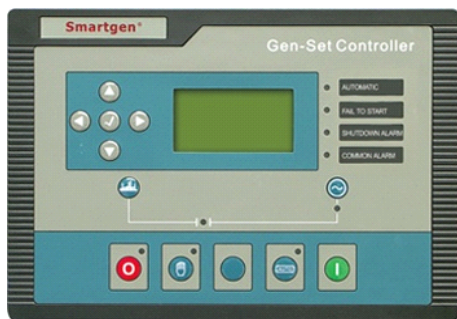 Smartgen®
Gen-Set Controller
AUTOMATIC
FAIL TO START
SHUTDOWN ALARM
COMMON ALARM